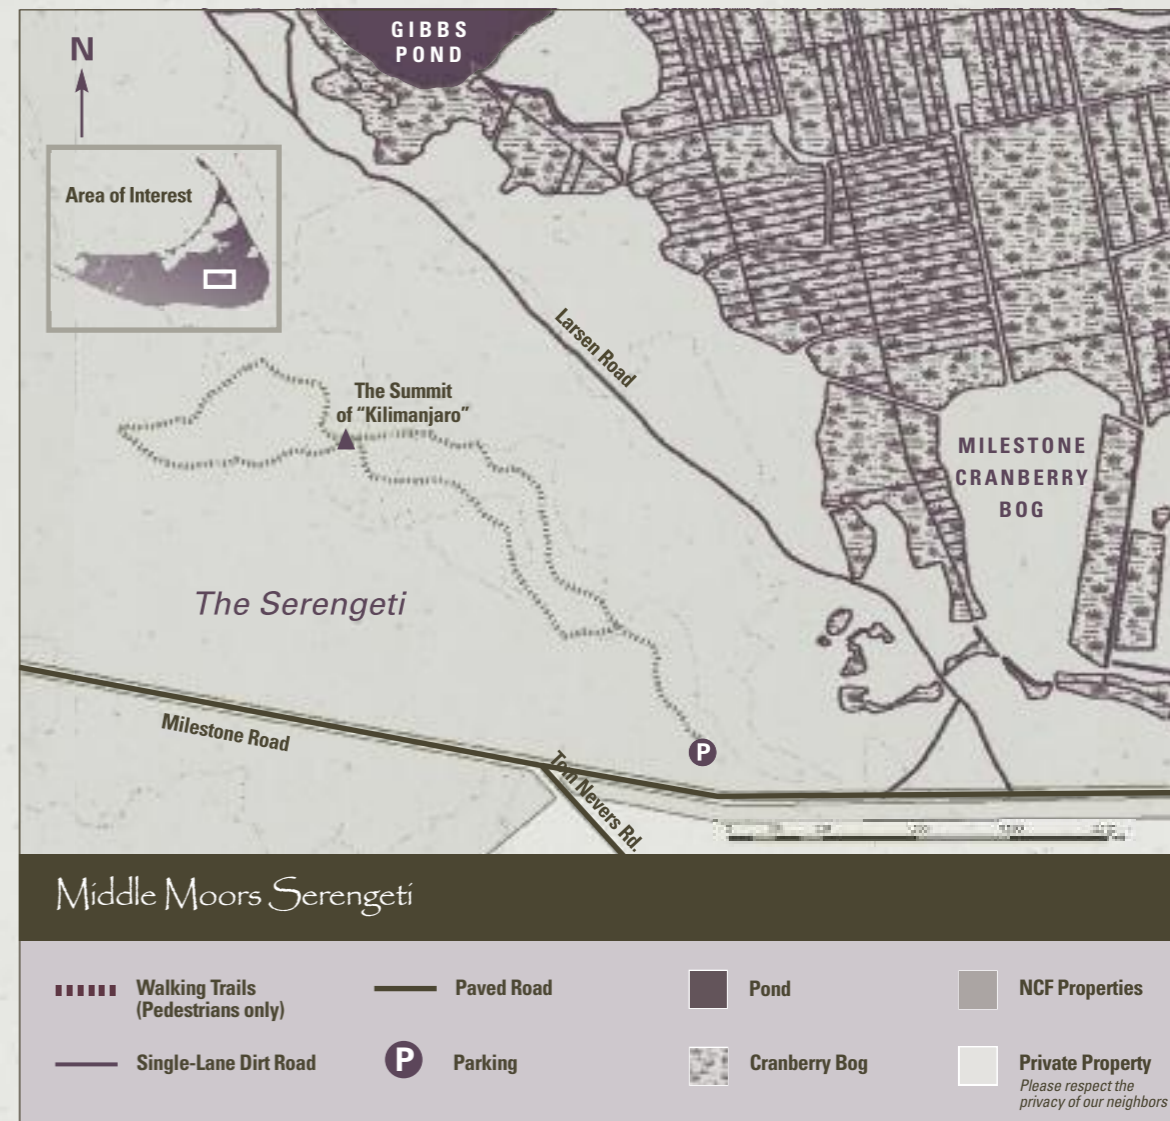 GIBBS
POND
N
Area of Interest
Larsen Road
The Summit
of “Kilimanjaro”
MILESTONE
CRANBERRY
BOG
The Serengeti
Milestone Road
P
Tom Nevers Rd.
Middle Moors Serengeti
Walking Trails
(Pedestrians only)
Paved Road
Pond
NCF Properties
Single-Lane Dirt Road
P
Parking
Cranberry Bog
Private Property
Please respect the
privacy of our neighbors